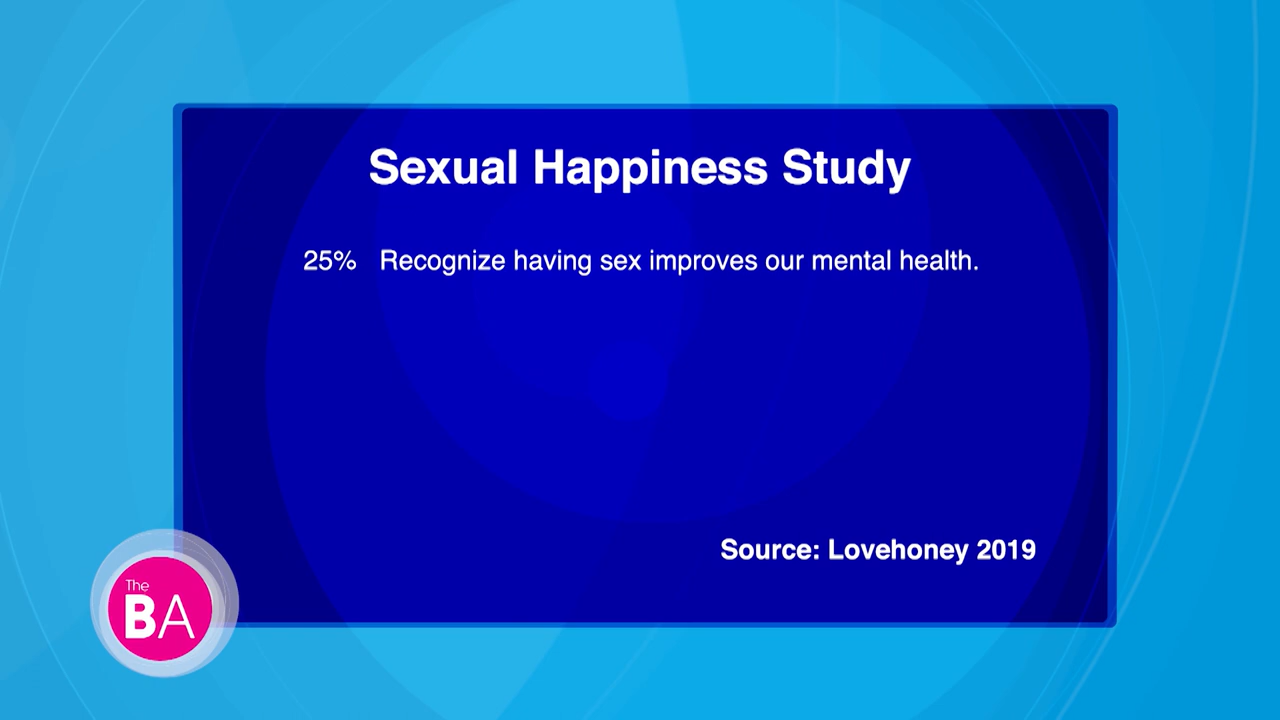 Sexual Happiness Study
25% Recognize having sex improves our mental health.
Source: Lovehoney 2019
The
BA